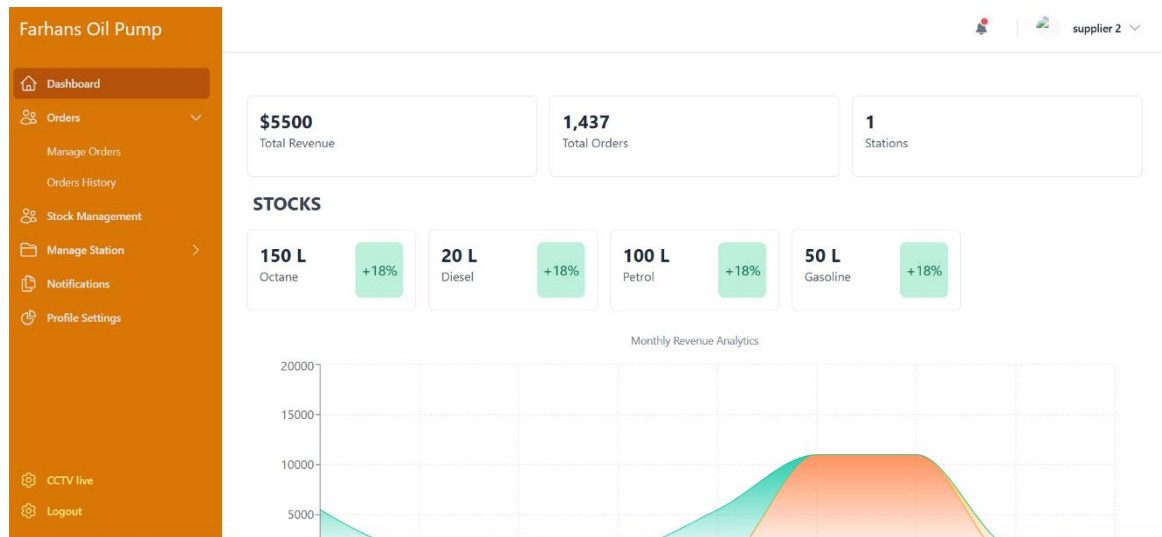 Farhans Oil Pump
supplier 2
Dashboard
Orders
Manage Orders
Orders History
Stock Management
Manage Station
Notifications
Profile Settings
CCTV live
Logout
$5500
Total Revenue
1,437
Total Orders
1
Stations
STOCKS
150 L
Octane
+18%
20 L
Diesel
+18%
100 L
Petrol
+18%
50 L
Gasoline
+18%
Monthly Revenue Analytics
20000
15000
10000
5000